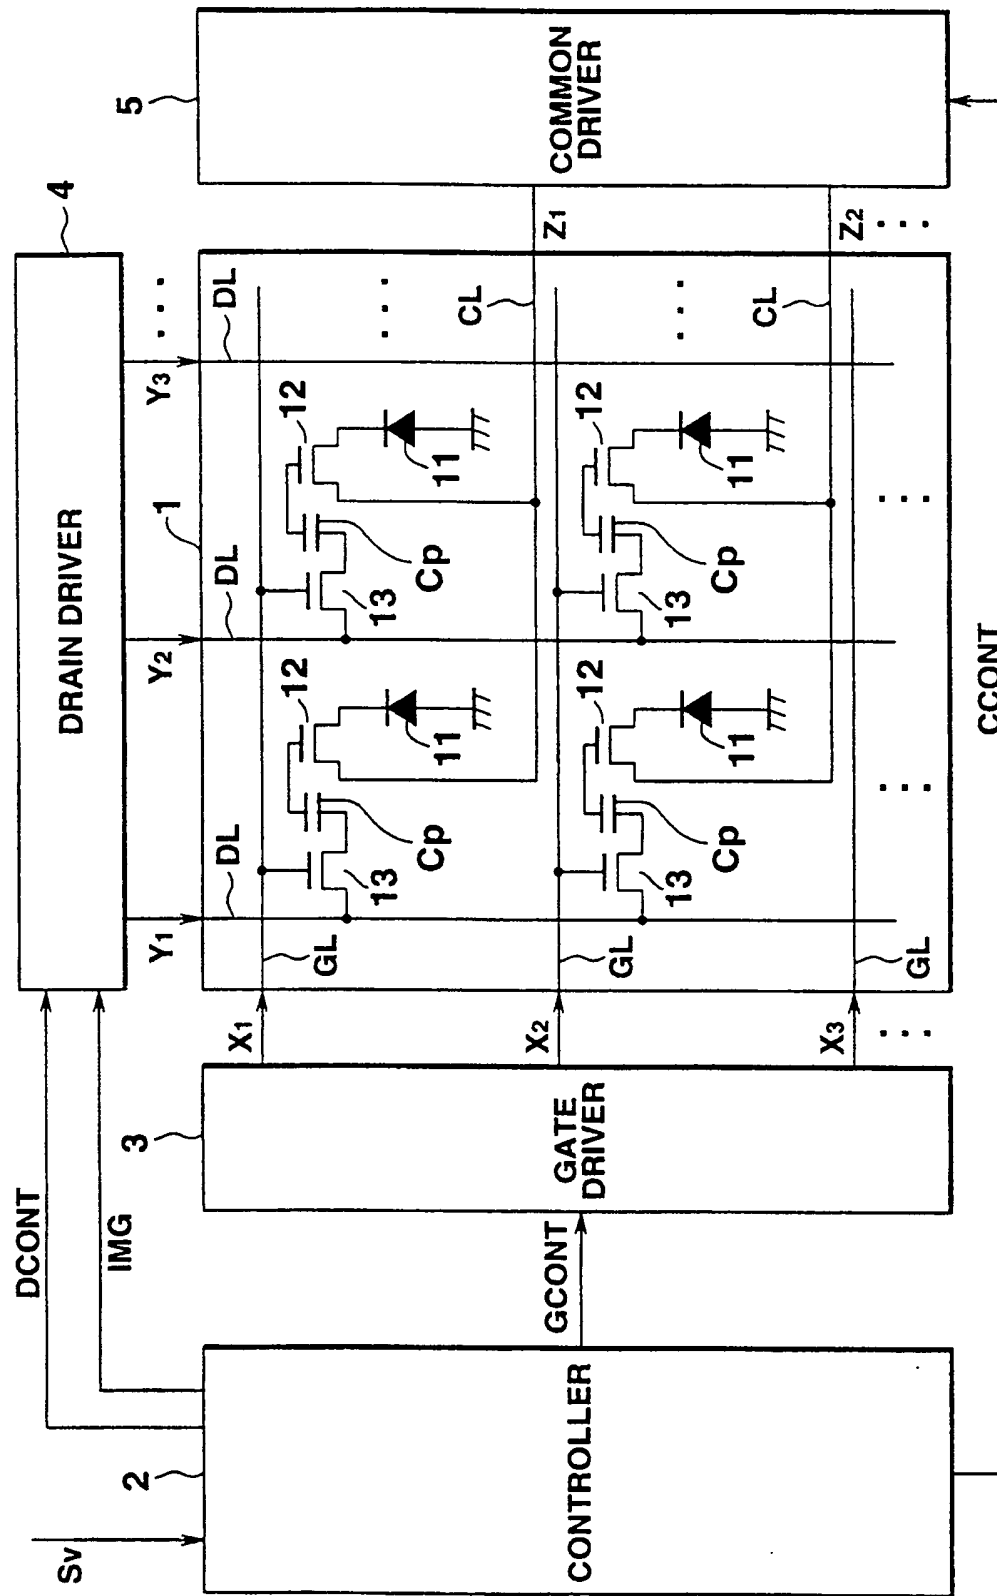 Sv
2
CONTROLLER
DCONT
IMG
GCONT
CCONT
3
GATE
DRIVER
X1
X2
X3
...
4
DRAIN DRIVER
Y1
Y2
Y3
...
1
DL
DL
DL
GL
GL
GL
13
Cp
12
11
13
Cp
12
11
...
13
Cp
12
11
13
Cp
12
11
...
...
...
CL
CL
Z1
Z2
...
5
COMMON
DRIVER